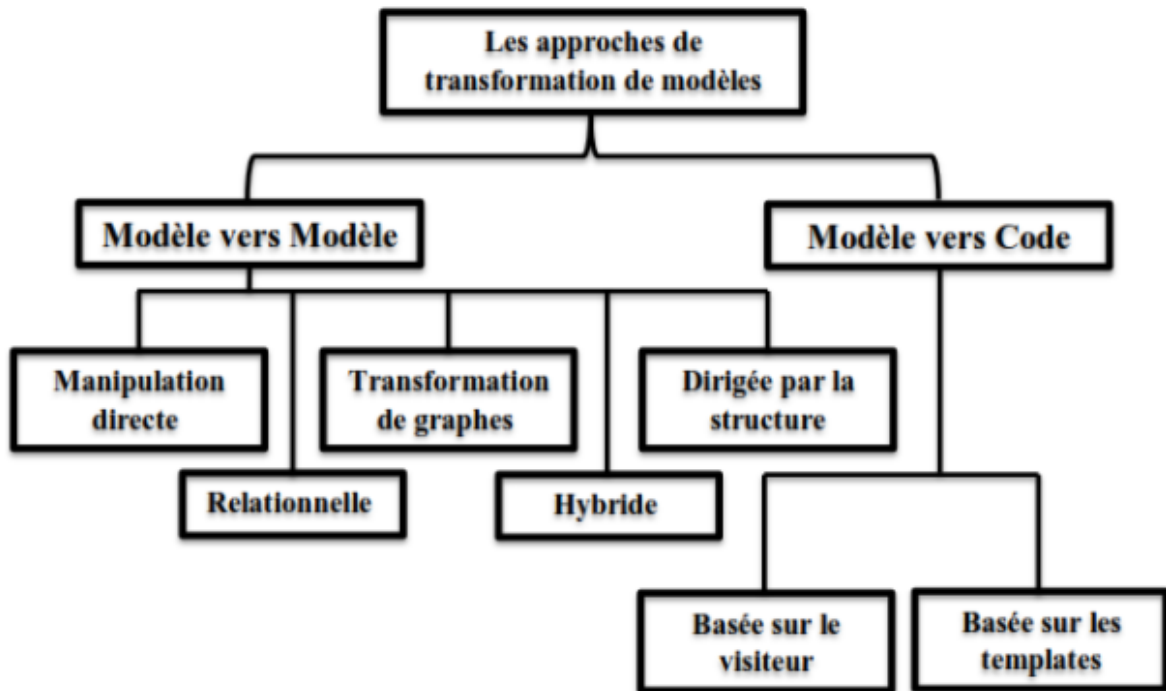 Les approches de
transformation de modèles
Modèle vers Modèle
Modèle vers Code
Manipulation
directe
Transformation
de graphes
Dirigée par la
structure
Relationnelle
Hybride
Basée sur le
visiteur
Basée sur les
templates